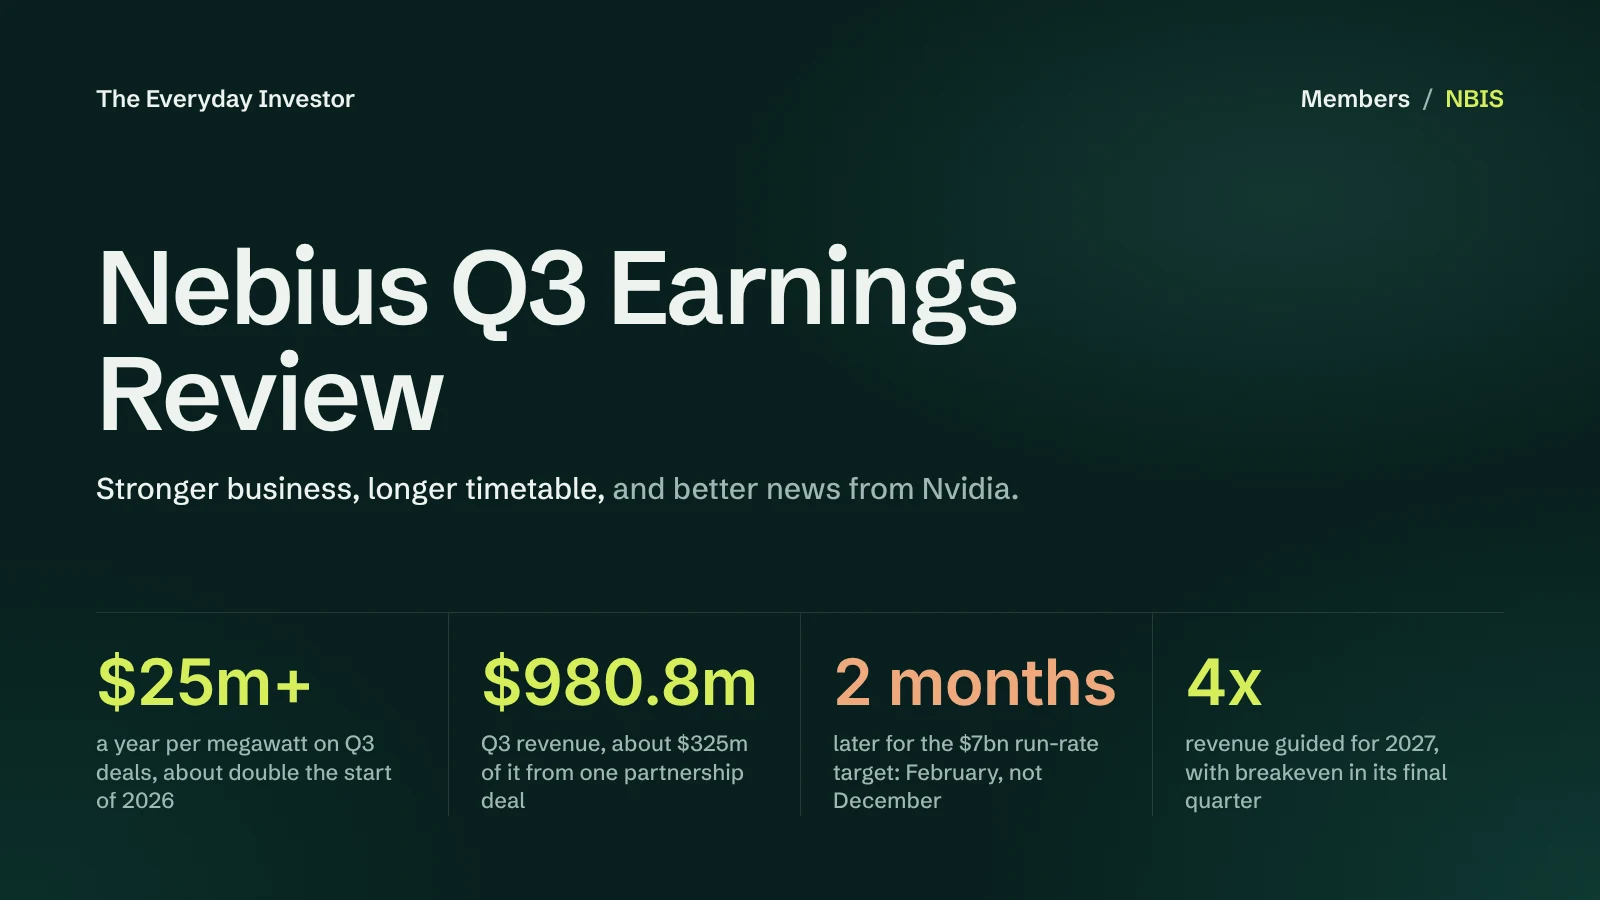 The Everyday Investor
Members / NBIS
Nebius Q3 Earnings
Review
Stronger business, longer timetable, and better news from Nvidia.
$25m+
a year per megawatt on Q3
deals, about double the start
of 2026
$980.8m
Q3 revenue, about $325m
of it from one partnership
deal
2 months
later for the $7bn run-rate
target: February, not
December
4x
revenue guided for 2027,
with breakeven in its final
quarter